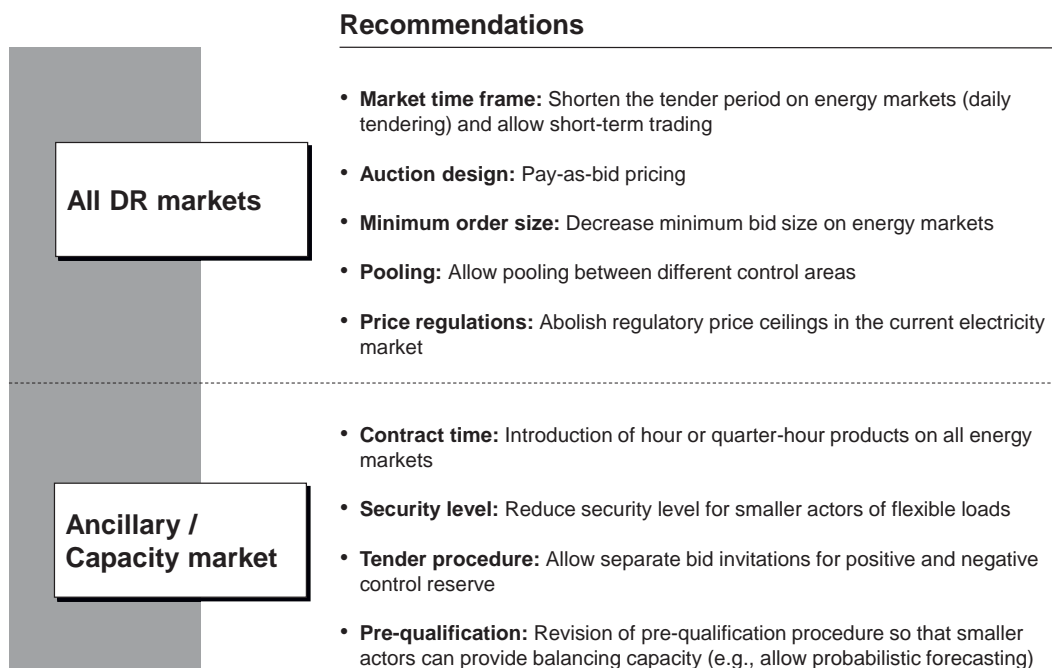 Recommendations
All DR markets
• Market time frame: Shorten the tender period on energy markets (daily
tendering) and allow short-term trading
• Auction design: Pay-as-bid pricing
• Minimum order size: Decrease minimum bid size on energy markets
• Pooling: Allow pooling between different control areas
• Price regulations: Abolish regulatory price ceilings in the current electricity
market
Ancillary /
Capacity market
• Contract time: Introduction of hour or quarter-hour products on all energy
markets
• Security level: Reduce security level for smaller actors of flexible loads
• Tender procedure: Allow separate bid invitations for positive and negative
control reserve
• Pre-qualification: Revision of pre-qualification procedure so that smaller
actors can provide balancing capacity (e.g., allow probabilistic forecasting)